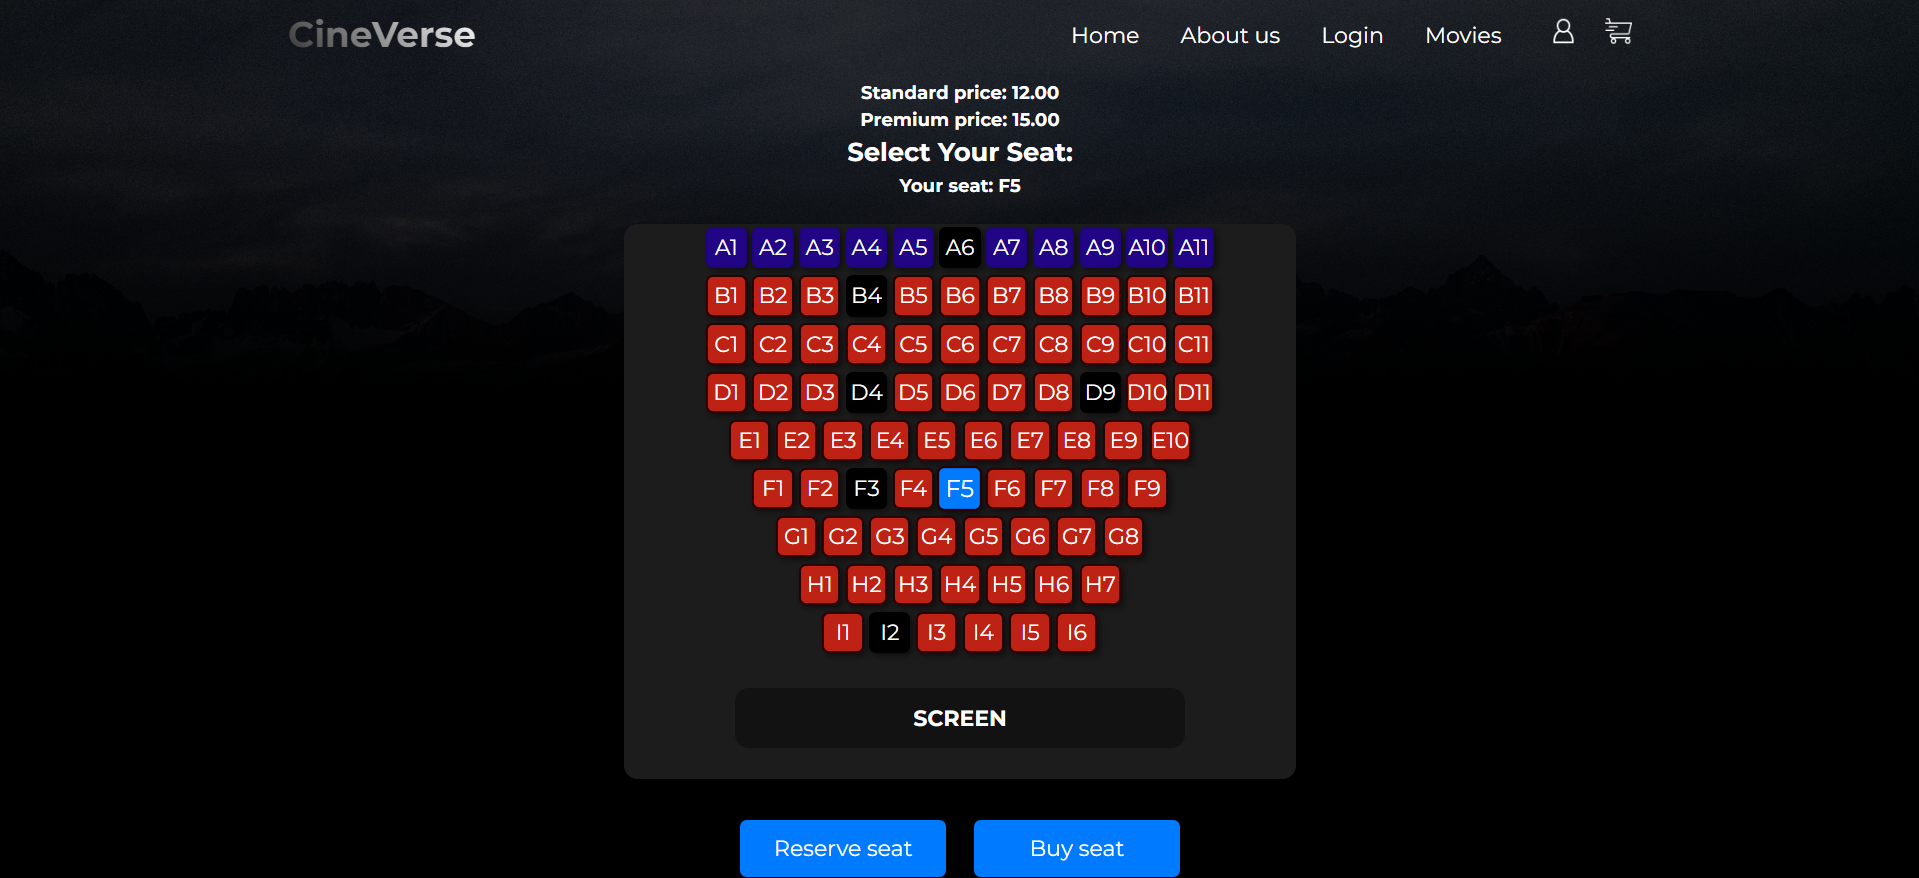 CineVerse Home About us Login Movies
Standard price: 12.00
Premium price: 15.00
Select Your Seat:
Your seat: F5
A1 A2 A3 A4 A5 A6 A7 A8 A9 A10 A11
B1 B2 B3 B4 B5 B6 B7 B8 B9 B10 B11
C1 C2 C3 C4 C5 C6 C7 C8 C9 C10 C11
D1 D2 D3 D4 D5 D6 D7 D8 D9 D10 D11
E1 E2 E3 E4 E5 E6 E7 E8 E9 E10
F1 F2 F3 F4 F5 F6 F7 F8 F9
G1 G2 G3 G4 G5 G6 G7 G8
H1 H2 H3 H4 H5 H6 H7
I1 I2 I3 I4 I5 I6
SCREEN
Reserve seat Buy seat